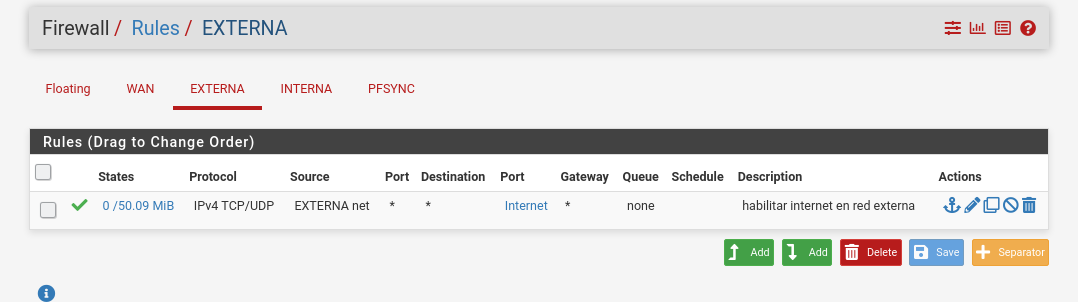 Firewall / Rules / EXTERNA
Floating WAN EXTERNA INTERNA PFSYNC
Rules (Drag to Change Order)
States Protocol Source Port Destination Port Gateway Queue Schedule Description Actions
0 /50.09 MiB IPv4 TCP/UDP EXTERNA net * * Internet * none habilitar internet en red externa
Add Add Delete Save Separator